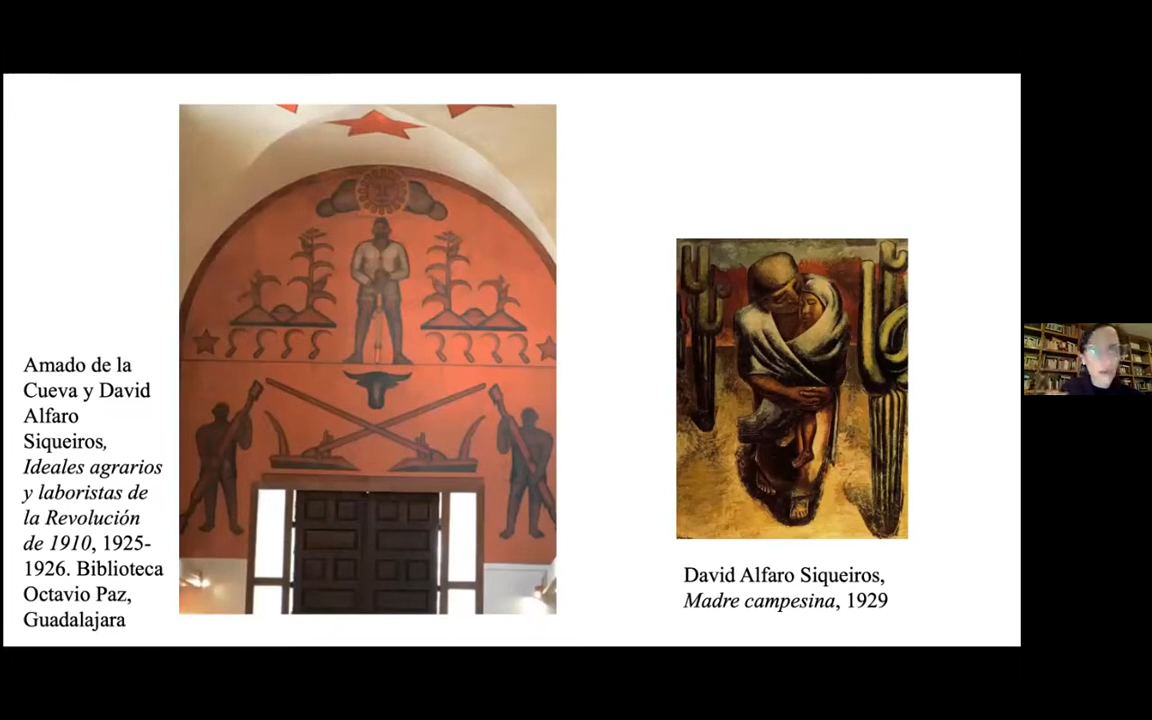 Amado de la
Cueva y David
Alfaro
Siqueiros,
Ideales agrarios
y laboristas de
la Revolución
de 1910, 1925-
1926. Biblioteca
Octavio Paz,
Guadalajara
David Alfaro Siqueiros,
Madre campesina, 1929